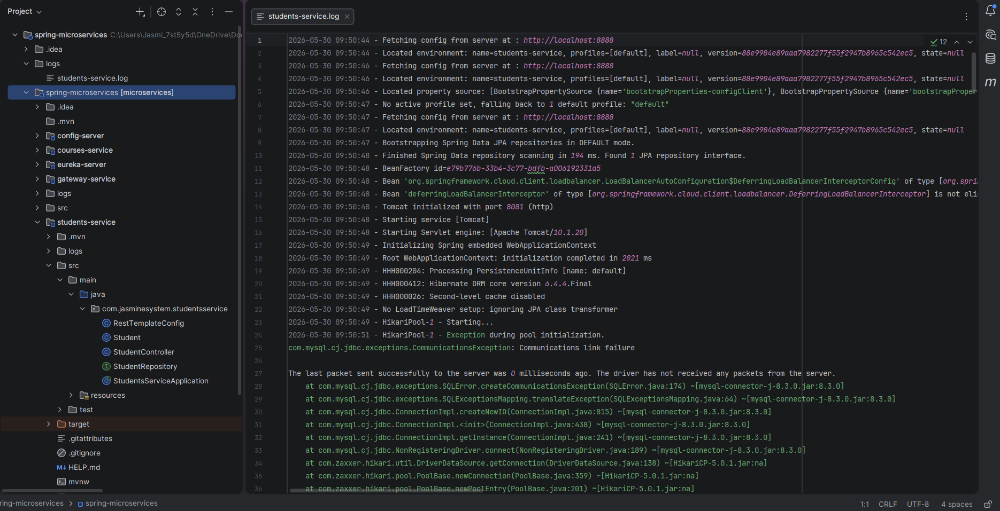 Project
spring-microservices C:\Users\Jasmi_7st5y5d\OneDrive\Doc
.idea
logs
students-service.log
spring-microservices [microservices]
.idea
.mvn
config-server
courses-service
eureka-server
gateway-service
logs
src
students-service
.mvn
logs
src
main
java
com.jasminesystem.studentsservice
RestTemplateConfig
Student
StudentController
StudentRepository
StudentsServiceApplication
resources
test
target
.gitattributes
.gitignore
HELP.md
mvnw
students-service.log
12
1 2026-05-30 09:50:44 - Fetching config from server at : http://localhost:8888
2 2026-05-30 09:50:44 - Located environment: name=students-service, profiles=[default], label=null, version=88e9904e89aaa7982277f55f2947b8965c542ec5, state=null
3 2026-05-30 09:50:46 - Fetching config from server at : http://localhost:8888
4 2026-05-30 09:50:46 - Located environment: name=students-service, profiles=[default], label=null, version=88e9904e89aaa7982277f55f2947b8965c542ec5, state=null
5 2026-05-30 09:50:46 - Located property source: [BootstrapPropertySource {name='bootstrapProperties-configClient'}, BootstrapPropertySource {name='bootstrapProper
6 2026-05-30 09:50:47 - No active profile set, falling back to 1 default profile: "default"
7 2026-05-30 09:50:47 - Fetching config from server at : http://localhost:8888
8 2026-05-30 09:50:47 - Located environment: name=students-service, profiles=[default], label=null, version=88e9904e89aaa7982277f55f2947b8965c542ec5, state=null
9 2026-05-30 09:50:47 - Bootstrapping Spring Data JPA repositories in DEFAULT mode.
10 2026-05-30 09:50:48 - Finished Spring Data repository scanning in 194 ms. Found 1 JPA repository interface.
11 2026-05-30 09:50:48 - BeanFactory id=e79b776b-33b4-3c77-bdfb-a006192331a5
12 2026-05-30 09:50:48 - Bean 'org.springframework.cloud.client.loadbalancer.LoadBalancerAutoConfiguration$DeferringLoadBalancerInterceptorConfig' of type [org.spri
13 2026-05-30 09:50:48 - Bean 'deferringLoadBalancerInterceptor' of type [org.springframework.cloud.client.loadbalancer.DeferringLoadBalancerInterceptor] is not eli
14 2026-05-30 09:50:48 - Tomcat initialized with port 8081 (http)
15 2026-05-30 09:50:48 - Starting service [Tomcat]
16 2026-05-30 09:50:48 - Starting Servlet engine: [Apache Tomcat/10.1.20]
17 2026-05-30 09:50:49 - Initializing Spring embedded WebApplicationContext
18 2026-05-30 09:50:49 - Root WebApplicationContext: initialization completed in 2021 ms
19 2026-05-30 09:50:49 - HHH000204: Processing PersistenceUnitInfo [name: default]
20 2026-05-30 09:50:49 - HHH000412: Hibernate ORM core version 6.4.4.Final
21 2026-05-30 09:50:49 - HHH000026: Second-level cache disabled
22 2026-05-30 09:50:49 - No LoadTimeWeaver setup: ignoring JPA class transformer
23 2026-05-30 09:50:49 - HikariPool-1 - Starting...
24 2026-05-30 09:50:51 - HikariPool-1 - Exception during pool initialization.
25 com.mysql.cj.jdbc.exceptions.CommunicationsException: Communications link failure
26
27 The last packet sent successfully to the server was 0 milliseconds ago. The driver has not received any packets from the server.
28 at com.mysql.cj.jdbc.exceptions.SQLError.createCommunicationsException(SQLError.java:174) ~[mysql-connector-j-8.3.0.jar:8.3.0]
29 at com.mysql.cj.jdbc.exceptions.SQLExceptionsMapping.translateException(SQLExceptionsMapping.java:64) ~[mysql-connector-j-8.3.0.jar:8.3.0]
30 at com.mysql.cj.jdbc.ConnectionImpl.createNewIO(ConnectionImpl.java:815) ~[mysql-connector-j-8.3.0.jar:8.3.0]
31 at com.mysql.cj.jdbc.ConnectionImpl.<init>(ConnectionImpl.java:438) ~[mysql-connector-j-8.3.0.jar:8.3.0]
32 at com.mysql.cj.jdbc.ConnectionImpl.getInstance(ConnectionImpl.java:241) ~[mysql-connector-j-8.3.0.jar:8.3.0]
33 at com.mysql.cj.jdbc.NonRegisteringDriver.connect(NonRegisteringDriver.java:189) ~[mysql-connector-j-8.3.0.jar:8.3.0]
34 at com.zaxxer.hikari.util.DriverDataSource.getConnection(DriverDataSource.java:138) ~[HikariCP-5.0.1.jar:na]
35 at com.zaxxer.hikari.pool.PoolBase.newConnection(PoolBase.java:359) ~[HikariCP-5.0.1.jar:na]
36 at com.zaxxer.hikari.pool.PoolBase.newPoolEntry(PoolBase.java:201) ~[HikariCP-5.0.1.jar:na]
ring-microservices > spring-microservices
1:1 CRLF UTF-8 4 spaces